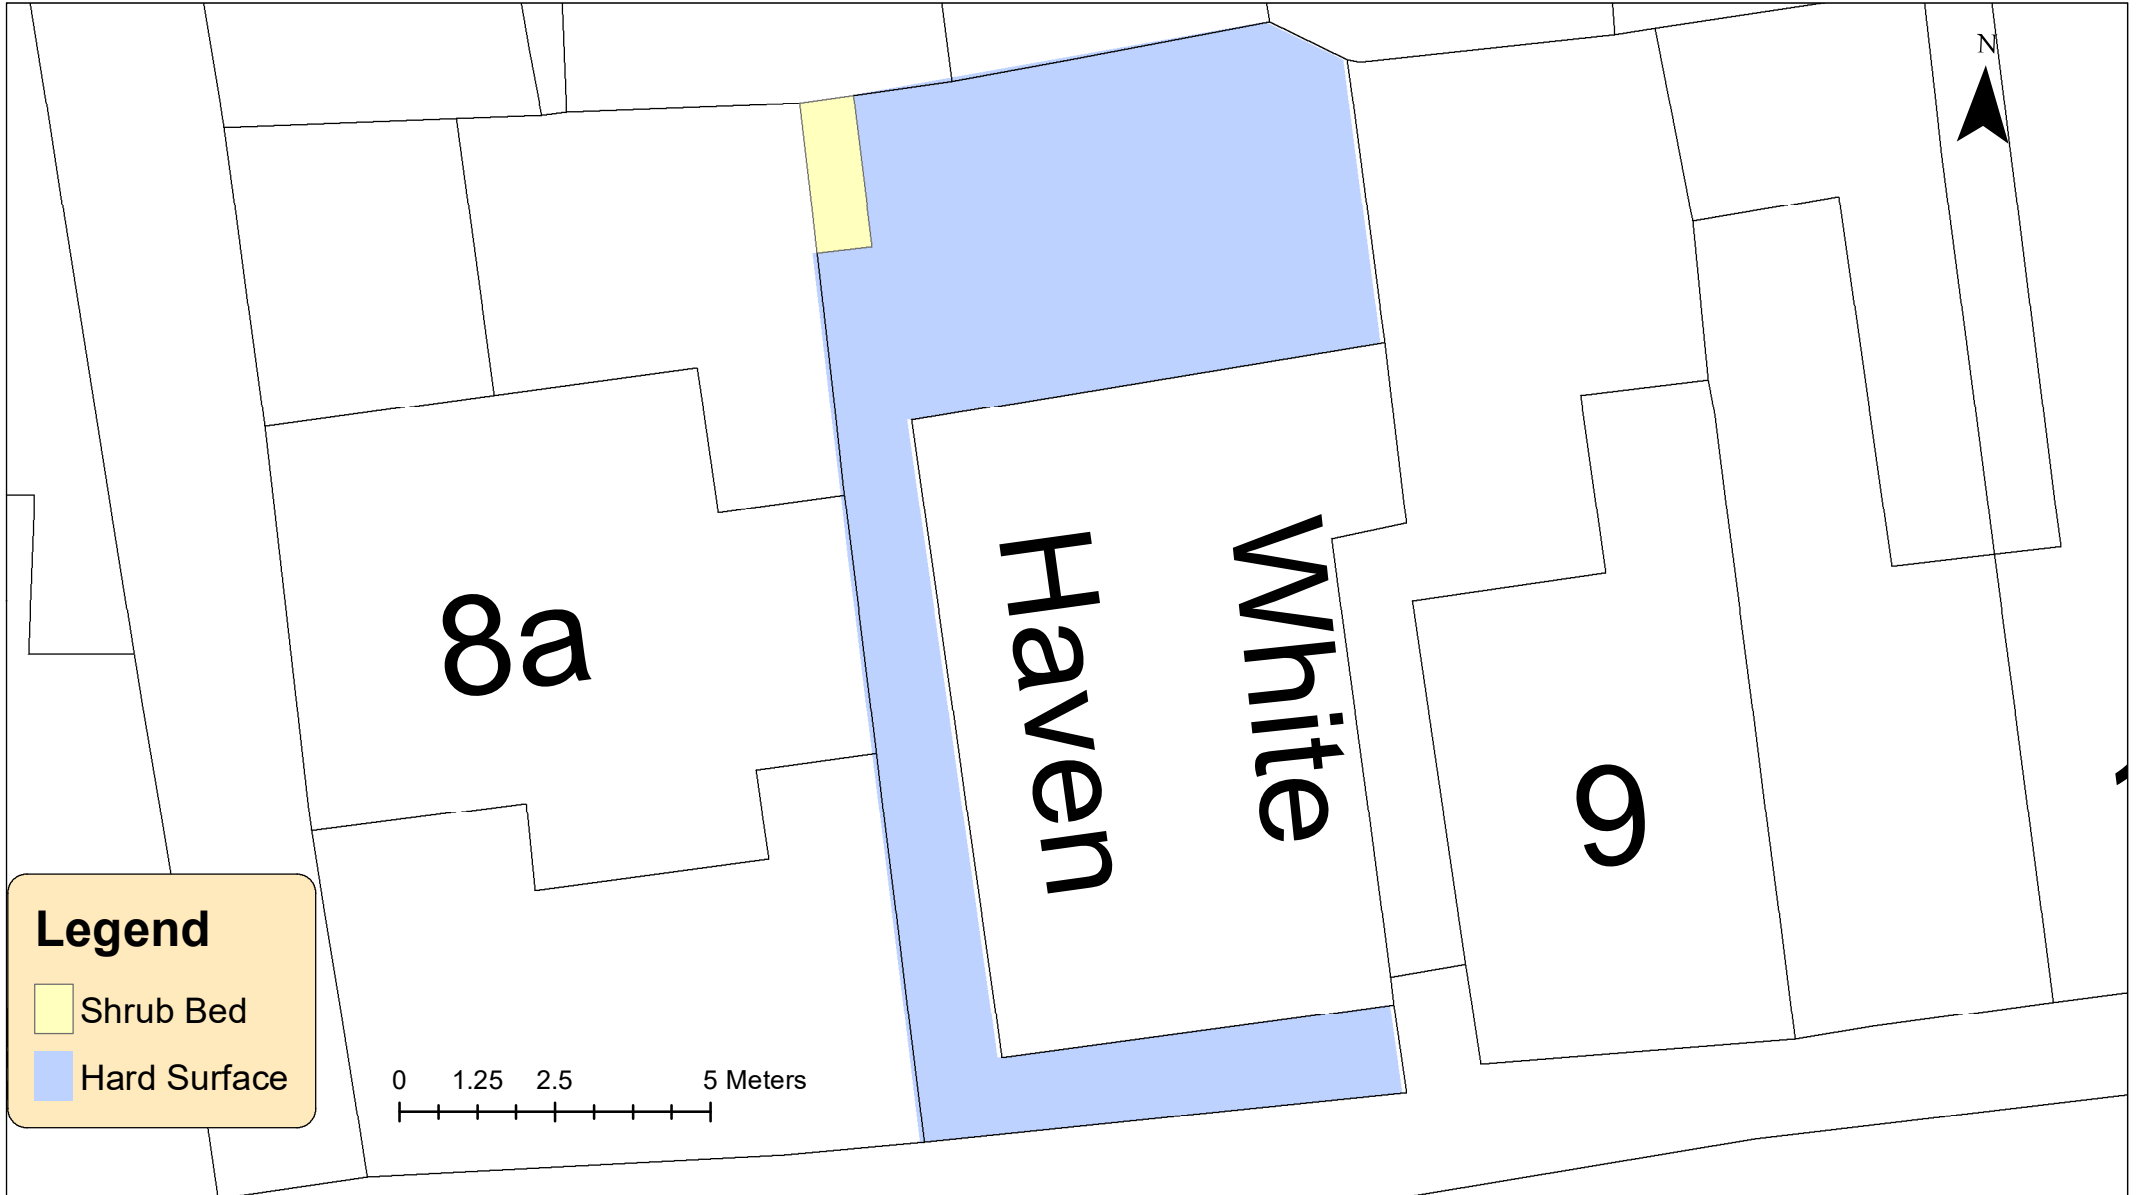 N
8a
White
Haven
9
Legend
Shrub Bed
Hard Surface
0 1.25 2.5 5 Meters